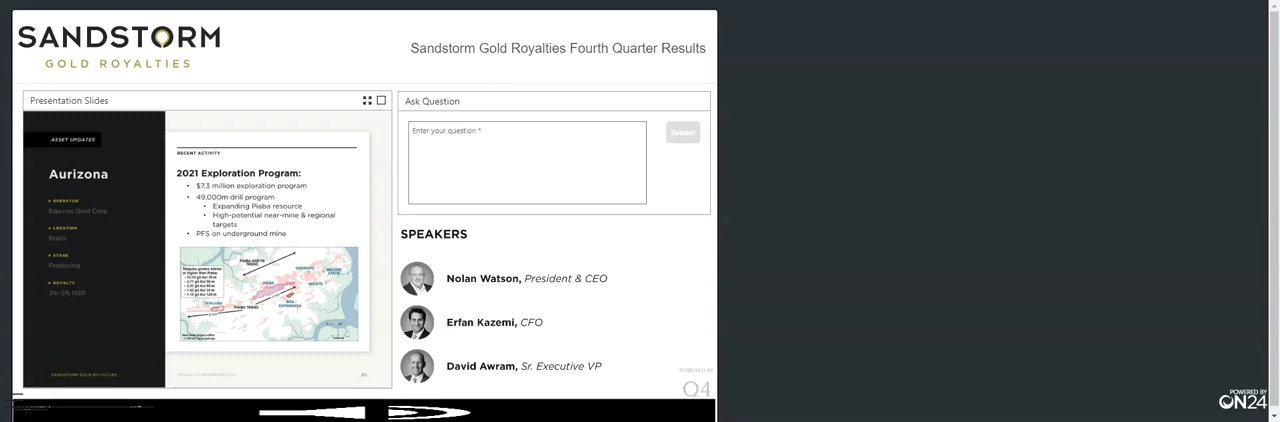 SANDSTORM
GOLD ROYALTIES
Sandstorm Gold Royalties Fourth Quarter Results
Presentation Slides
ASSET UPDATES
Aurizona
OPERATOR
Equinox Gold Corp.
LOCATION
Brazil
STAGE
Producing
ROYALTY
3%-5% NSR
SANDSTORM GOLD ROYALTIES
RECENT ACTIVITY
2021 Exploration Program:
• $7.3 million exploration program
• 49,000m drill program
• Expanding Piaba resource
• High-potential near-mine & regional
targets
• PFS on underground mine
PIABA NORTH
TREND
PIABA
PIABA TREND
TATAJUBA
Ask Question
Enter your question *
Submit
SPEAKERS
Nolan Watson, President & CEO
Erfan Kazemi, CFO
David Awram, Sr. Executive VP
POWERED BY
Q4
POWERED BY
ON24